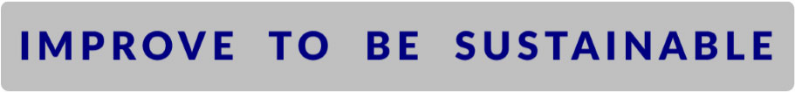 IMPROVE TO BE SUSTAINABLE